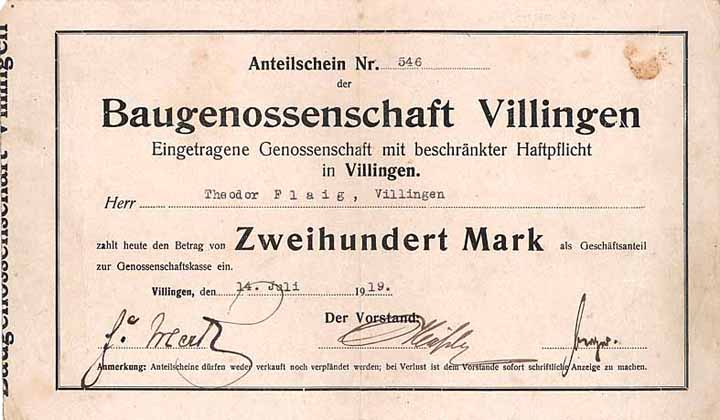 Baugenossenschaft Villingen
Anteilschein Nr. 546
der
Baugenossenschaft Villingen
Eingetragene Genossenschaft mit beschränkter Haftpflicht
in Villingen.
Herr Theodor Flaig, Villingen
zahlt heute den Betrag von Zweihundert Mark als Geschäftsanteil
zur Genossenschaftskasse ein.
Villingen, den 14. Juli 1919.
Der Vorstand:
Anmerkung: Anteilscheine dürfen weder verkauft noch verpfändet werden; bei Verlust ist dem Vorstande sofort schriftliche Anzeige zu machen.